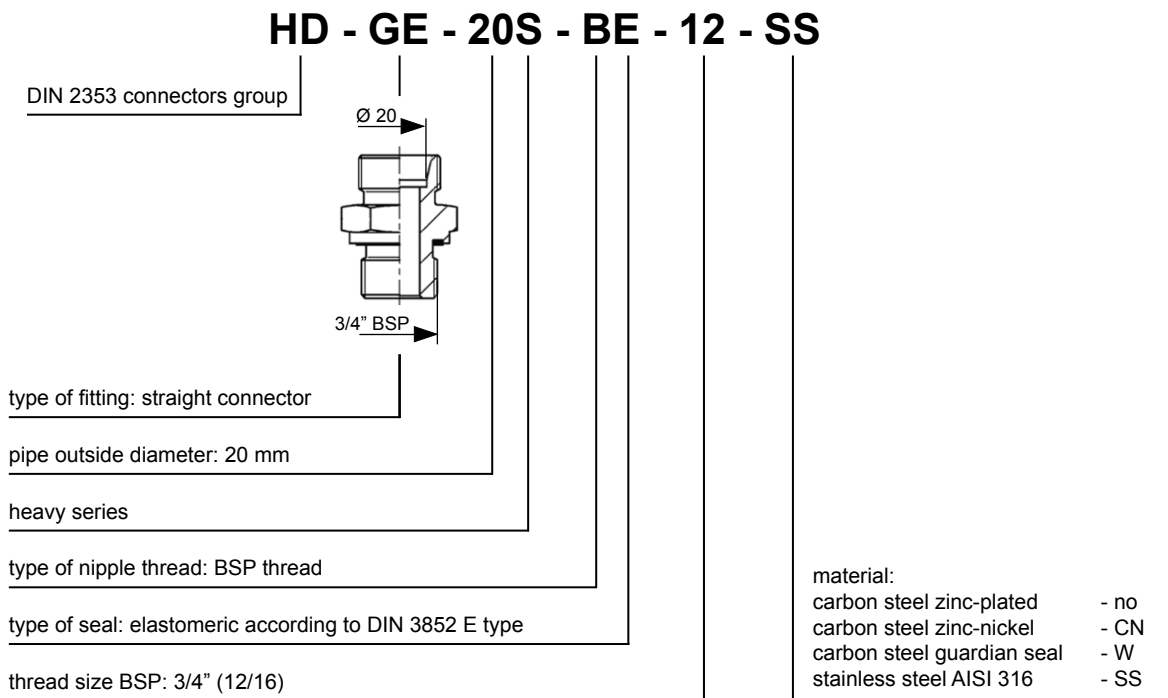 HD - GE - 20S - BE - 12 - SS
DIN 2353 connectors group
Ø 20
3/4” BSP
type of fitting: straight connector
pipe outside diameter: 20 mm
heavy series
type of nipple thread: BSP thread
type of seal: elastomeric according to DIN 3852 E type
thread size BSP: 3/4” (12/16)
material:
carbon steel zinc-plated - no
carbon steel zinc-nickel - CN
carbon steel guardian seal - W
stainless steel AISI 316 - SS